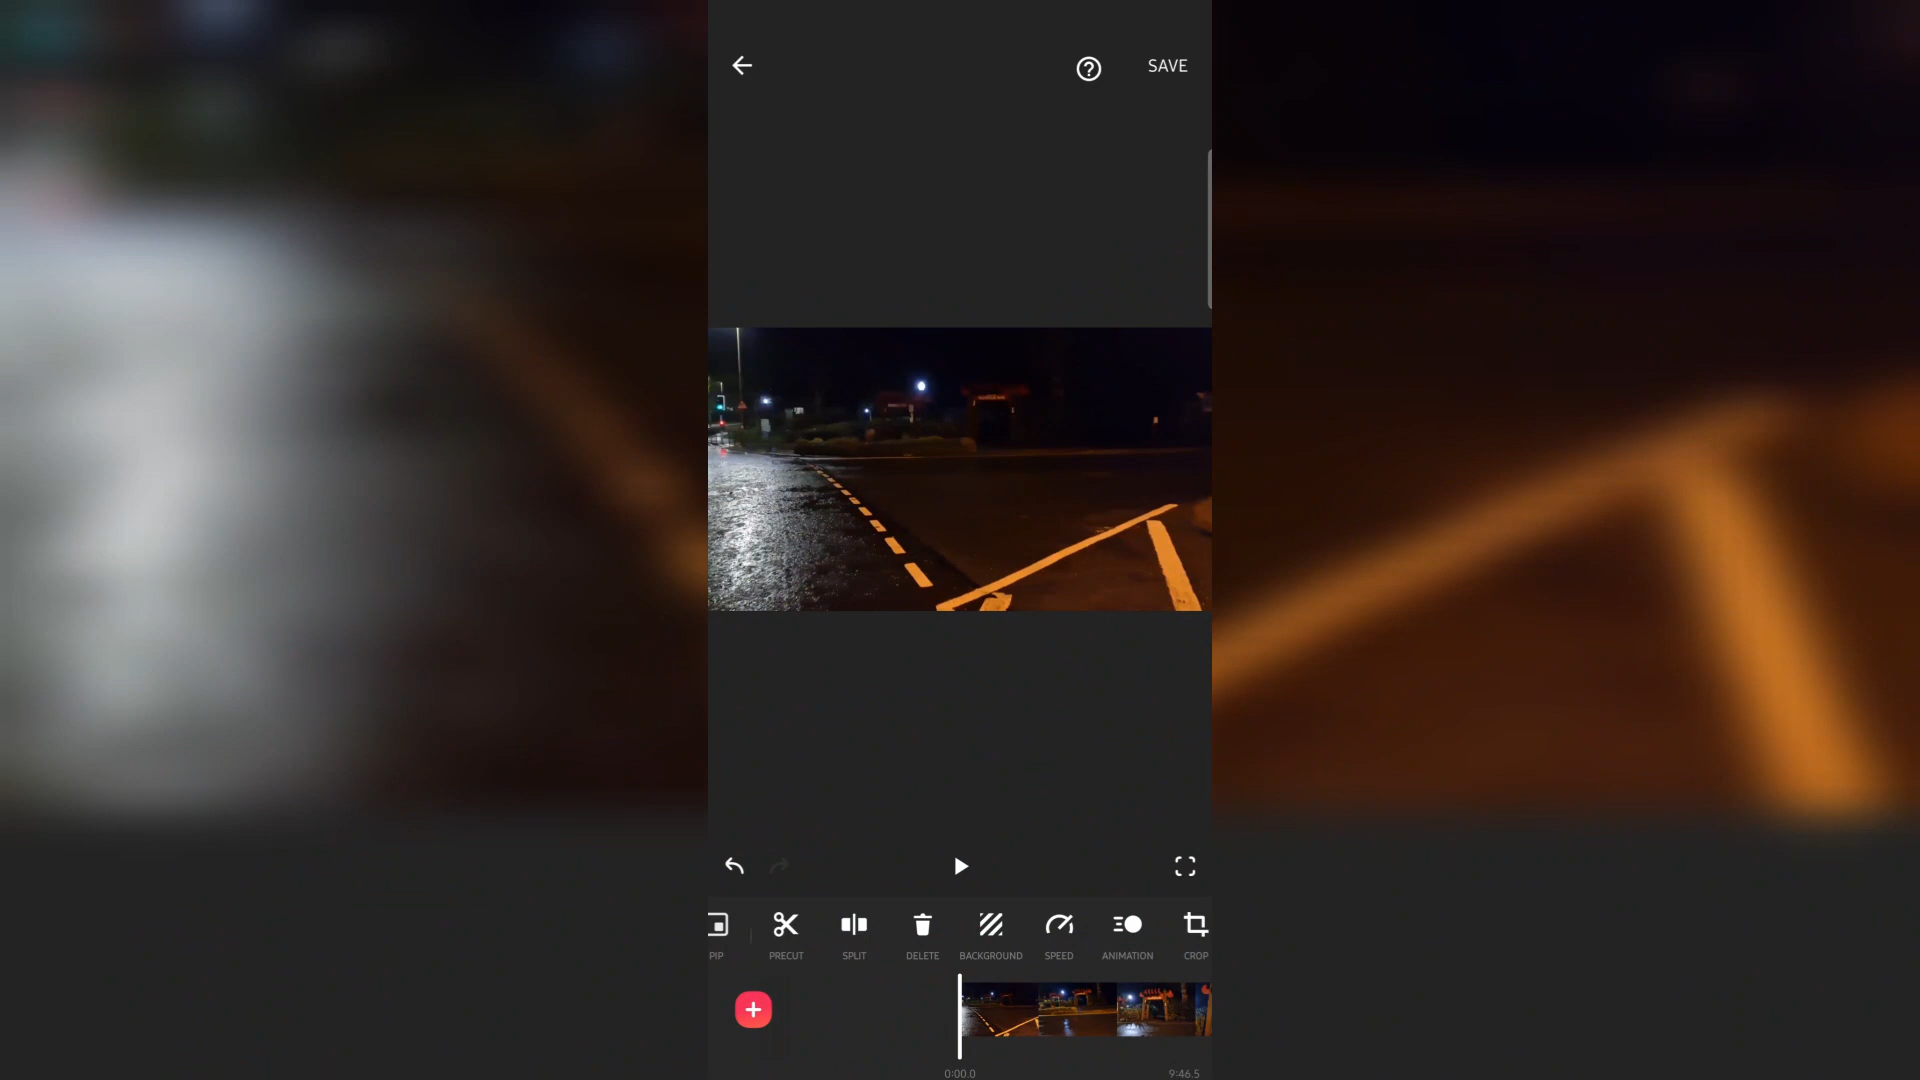 SAVE
PIP PRECUT SPLIT DELETE BACKGROUND SPEED ANIMATION CROP
0:00.0 9:46.5